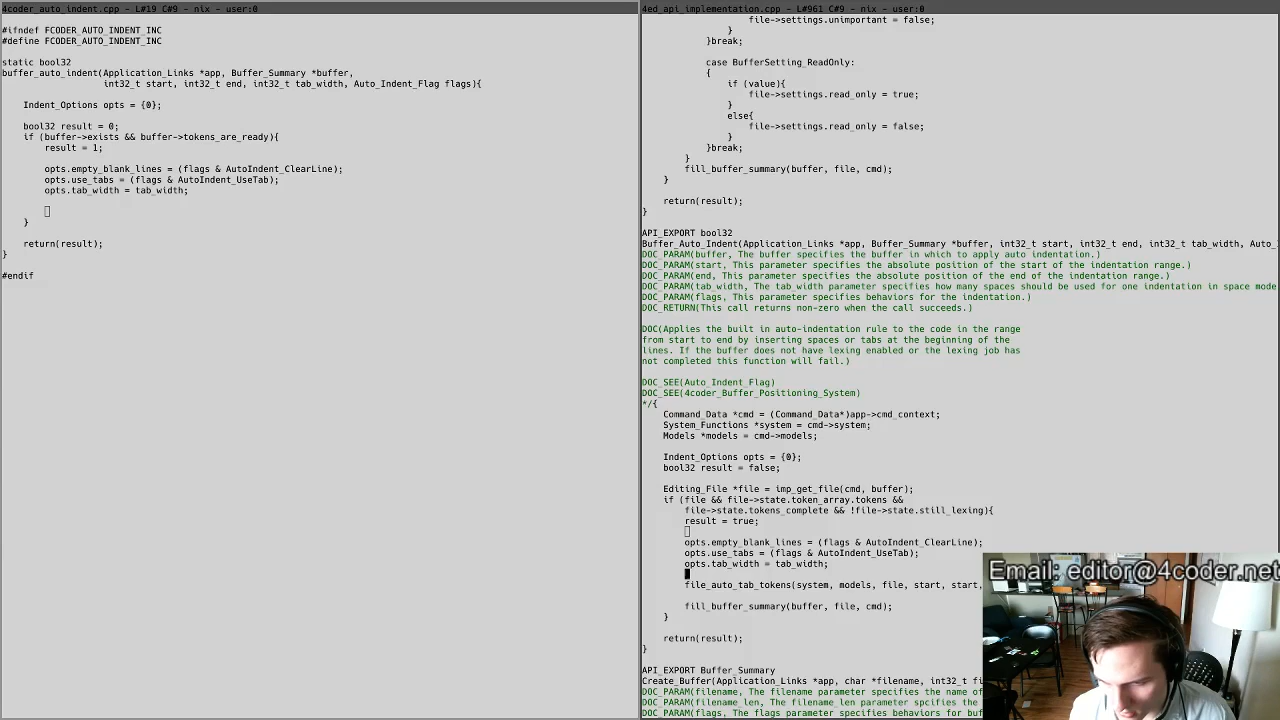 4coder_auto_indent.cpp - L#19 C#9 - nix - user:0
#ifndef FCODER_AUTO_INDENT_INC
#define FCODER_AUTO_INDENT_INC
static bool32
buffer_auto_indent(Application_Links *app, Buffer_Summary *buffer,
int32_t start, int32_t end, int32_t tab_width, Auto_Indent_Flag flags){
Indent_Options opts = {0};
bool32 result = 0;
if (buffer->exists && buffer->tokens_are_ready){
result = 1;
opts.empty_blank_lines = (flags & AutoIndent_ClearLine);
opts.use_tabs = (flags & AutoIndent_UseTab);
opts.tab_width = tab_width;
}
return(result);
}
#endif
4ed_api_implementation.cpp - L#961 C#9 - nix - user:0
file->settings.unimportant = false;
}
}break;
case BufferSetting_ReadOnly:
{
if (value){
file->settings.read_only = true;
}
else{
file->settings.read_only = false;
}
}break;
}
fill_buffer_summary(buffer, file, cmd);
}
return(result);
}
API_EXPORT bool32
Buffer_Auto_Indent(Application_Links *app, Buffer_Summary *buffer, int32_t start, int32_t end, int32_t tab_width, Auto_
DOC_PARAM(buffer, The buffer specifies the buffer in which to apply auto indentation.)
DOC_PARAM(start, This parameter specifies the absolute position of the start of the indentation range.)
DOC_PARAM(end, This parameter specifies the absolute position of the end of the indentation range.)
DOC_PARAM(tab_width, The tab_width parameter specifies how many spaces should be used for one indentation in space mode
DOC_PARAM(flags, This parameter specifies behaviors for the indentation.)
DOC_RETURN(This call returns non-zero when the call succeeds.)
DOC(Applies the built in auto-indentation rule to the code in the range
from start to end by inserting spaces or tabs at the beginning of the
lines. If the buffer does not have lexing enabled or the lexing job has
not completed this function will fail.)
DOC_SEE(Auto_Indent_Flag)
DOC_SEE(4coder_Buffer_Positioning_System)
*/{
Command_Data *cmd = (Command_Data*)app->cmd_context;
System_Functions *system = cmd->system;
Models *models = cmd->models;
Indent_Options opts = {0};
bool32 result = false;
Editing_File *file = imp_get_file(cmd, buffer);
if (file && file->state.token_array.tokens &&
file->state.tokens_complete && !file->state.still_lexing){
result = true;
opts.empty_blank_lines = (flags & AutoIndent_ClearLine);
opts.use_tabs = (flags & AutoIndent_UseTab);
opts.tab_width = tab_width;
file_auto_tab_tokens(system, models, file, start, start,
fill_buffer_summary(buffer, file, cmd);
}
return(result);
}
API_EXPORT Buffer_Summary
Create_Buffer(Application_Links *app, char *filename, int32_t fi
DOC_PARAM(filename, The filename parameter specifies the name of
DOC_PARAM(filename_len, The filename_len parameter spcifies the
DOC_PARAM(flags, The flags parameter specifies behaviors for buf
Email: editor@4coder.net